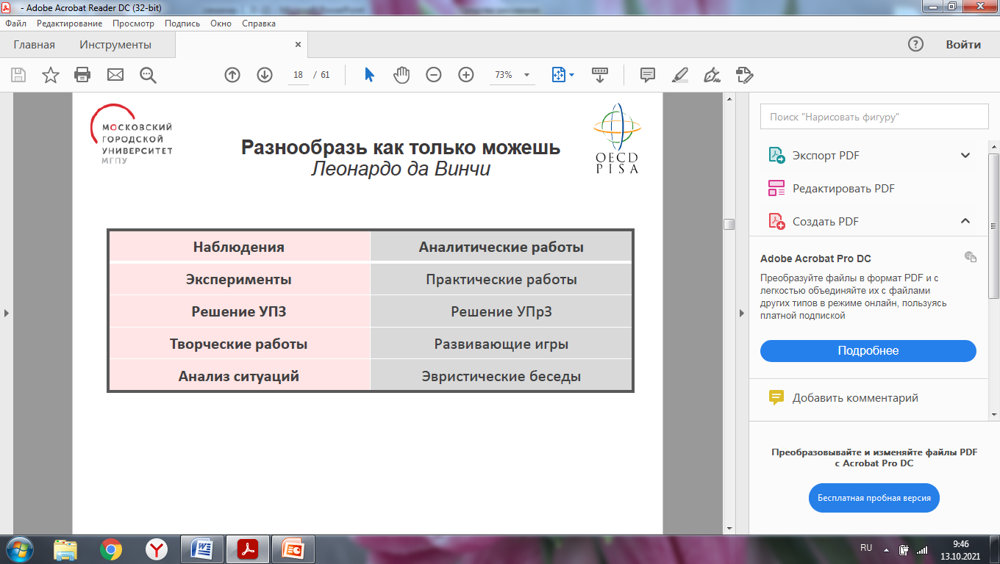 - Adobe Acrobat Reader DC (32-bit)
Файл Редактирование Просмотр Подпись Окно Справка
Главная Инструменты × ? Войти
18 / 61 73%
МОСКОВСКИЙ
ГОРОДСКОЙ
УНИВЕРСИТЕТ
МГПУ
Разнообразь как только можешь
Леонардо да Винчи
OECD
PISA
Наблюдения Аналитические работы
Эксперименты Практические работы
Решение УПЗ Решение УПрЗ
Творческие работы Развивающие игры
Анализ ситуаций Эвристические беседы
Поиск "Нарисовать фигуру"
Экспорт PDF
Редактировать PDF
Создать PDF
Adobe Acrobat Pro DC
Преобразуйте файлы в формат PDF и с
легкостью объединяйте их с файлами
других типов в режиме онлайн, пользуясь
платной подпиской
Подробнее
Добавить комментарий
Преобразовывайте и изменяйте файлы PDF
с Acrobat Pro DC
Бесплатная пробная версия
RU 9:46
13.10.2021